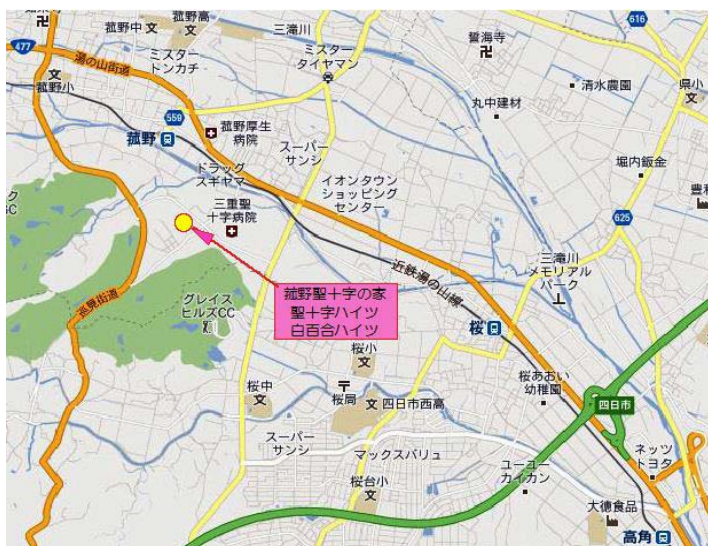 菰野中
菰野高
三滝川
616
477
湯の山街道
ミスター
トンカチ
ミスター
タイヤマン
誓海寺
菰野小
丸中建材
清水農園
県小
559
菰野厚生
病院
菰野
スーパー
サンシ
堀内鈑金
ドラッグ
スギヤマ
イオンタウン
ショッピング
センター
三重聖
十字病院
625
三滝川
メモリアル
パーク
近鉄湯の山線
菰野聖十字の家
聖十字ハイツ
白百合ハイツ
巡見街道
グレイス
ヒルズCC
桜
桜小
桜中
桜局
四日市西高
桜あおい
幼稚園
四日市
スーパー
サンシ
マックスバリュ
ユーユー
カイカン
ネッツ
トヨタ
桜台小
大徳食品
高角